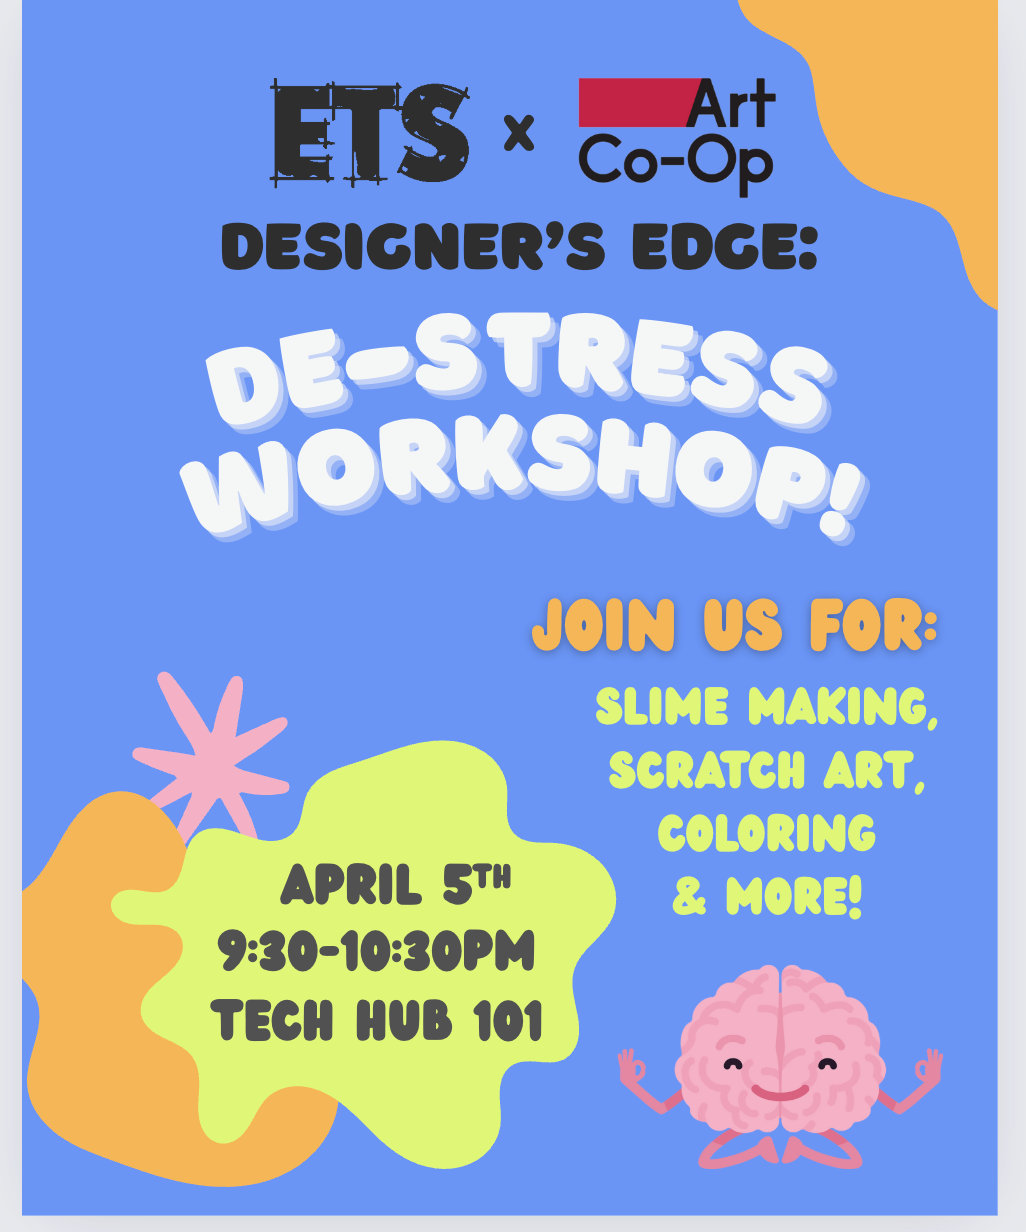 ETS x Art
Co-Op
DESIGNER'S EDGE:
DE-STRESS
WORKSHOP!
JOIN US FOR:
SLIME MAKING,
SCRATCH ART,
COLORING
& MORE!
APRIL 5TH
9:30-10:30PM
TECH HUB 101